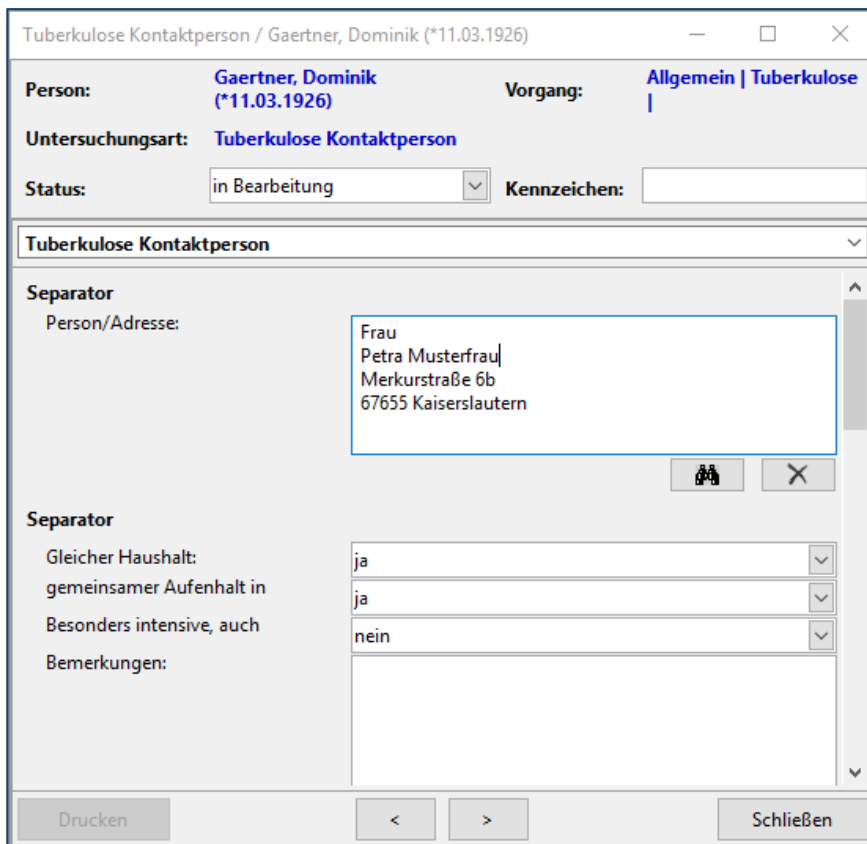 Tuberkulose Kontaktperson / Gaertner, Dominik (*11.03.1926)
Person: Gaertner, Dominik Vorgang: Allgemein | Tuberkulose
(*11.03.1926) |
Untersuchungsart: Tuberkulose Kontaktperson
Status: in Bearbeitung Kennzeichen:
Tuberkulose Kontaktperson
Separator
Person/Adresse:
Frau
Petra Musterfrau
Merkurstraße 6b
67655 Kaiserslautern
Separator
Gleicher Haushalt: ja
gemeinsamer Aufenthalt in ja
Besonders intensive, auch nein
Bemerkungen:
Drucken < > Schließen